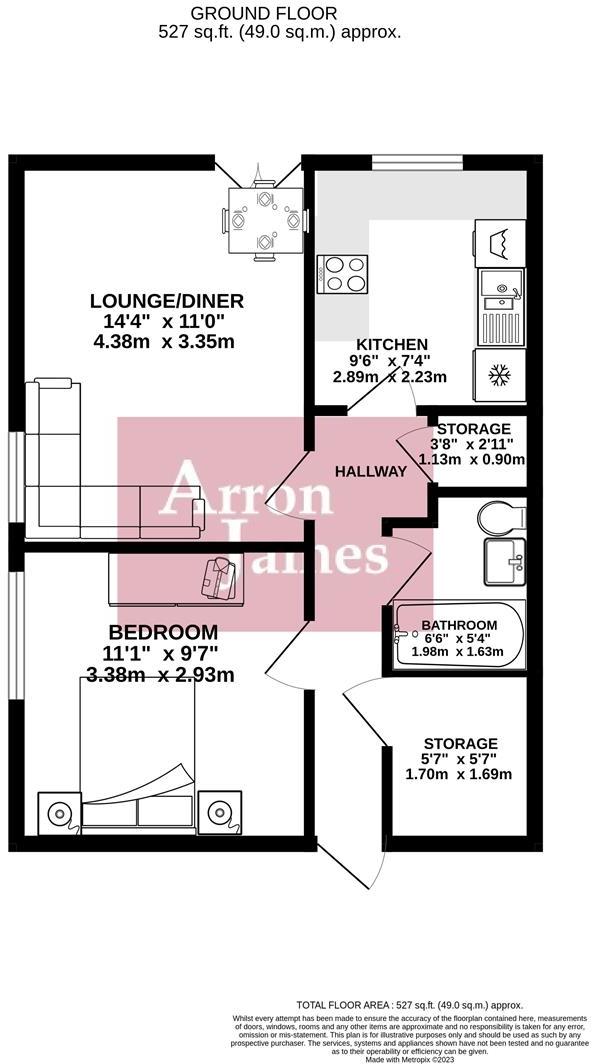 GROUND FLOOR
527 sq.ft. (49.0 sq.m.) approx.
LOUNGE/DINER
14'4" x 11'0"
4.38m x 3.35m
KITCHEN
9'6" x 7'4"
2.89m x 2.23m
STORAGE
3'8" x 2'11"
1.13m x 0.90m
HALLWAY
Arron
James
BATHROOM
6'6" x 5'4"
1.98m x 1.63m
BEDROOM
11'1" x 9'7"
3.38m x 2.93m
STORAGE
5'7" x 5'7"
1.70m x 1.69m
TOTAL FLOOR AREA : 527 sq.ft. (49.0 sq.m.) approx.
Whilst every attempt has been made to ensure the accuracy of the floorplan contained here, measurements
of doors, windows, rooms and any other items are approximate and no responsibility is taken for any error,
omission or mis-statement. This plan is for illustrative purposes only and should be used as such by any
prospective purchaser. The services, systems and appliances shown have not been tested and no guarantee
as to their operability or efficiency can be given.
Made with Metropix ©2023